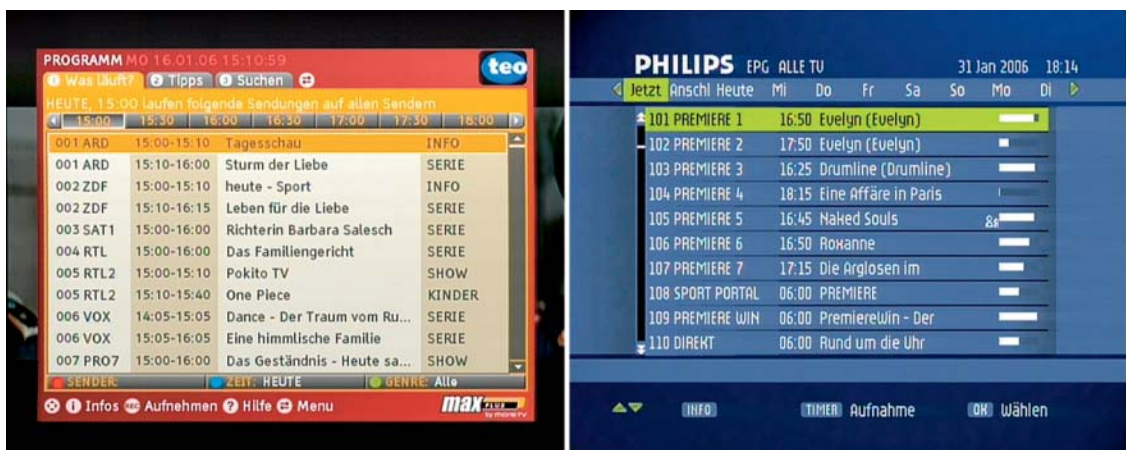 PROGRAMM MO 16.01.06 15:10:59
teo
1 Was läuft? 2 Tipps 3 Suchen
HEUTE, 15:00 laufen folgende Sendungen auf allen Sendern
15:00 15:30 16:00 16:30 17:00 17:30 18:00
001 ARD 15:00-15:10 Tagesschau INFO
001 ARD 15:10-16:00 Sturm der Liebe SERIE
002 ZDF 15:00-15:10 heute - Sport INFO
002 ZDF 15:10-16:15 Leben für die Liebe SERIE
003 SAT1 15:00-16:00 Richterin Barbara Salesch SERIE
004 RTL 15:00-16:00 Das Familiengericht SERIE
005 RTL2 15:00-15:10 Pokito TV SHOW
005 RTL2 15:10-15:40 One Piece KINDER
006 VOX 14:05-15:05 Dance - Der Traum vom Ru... SERIE
006 VOX 15:05-16:05 Eine himmlische Familie SERIE
007 PRO7 15:00-16:00 Das Geständnis - Heute sa... SHOW
SENDER: ZEIT: HEUTE GENRE: Alle
i Infos REC Aufnehmen ? Hilfe Menu
max PLUS
by more TV
PHILIPS EPG ALLE TV 31 Jan 2006 18:14
Jetzt Anschl Heute Mi Do Fr Sa So Mo Di
101 PREMIERE 1 16:50 Evelyn (Evelyn)
102 PREMIERE 2 17:50 Evelyn (Evelyn)
103 PREMIERE 3 16:25 Drumline (Drumline)
104 PREMIERE 4 18:15 Eine Affäre in Paris
105 PREMIERE 5 16:45 Naked Souls &s
106 PREMIERE 6 16:50 Roxanne
107 PREMIERE 7 17:15 Die Arglosen im
108 SPORT PORTAL 06:00 PREMIERE
109 PREMIERE WIN 06:00 PremiereWin - Der
110 DIREKT 06:00 Rund um die Uhr
INFO TIMER Aufnahme OK Wählen